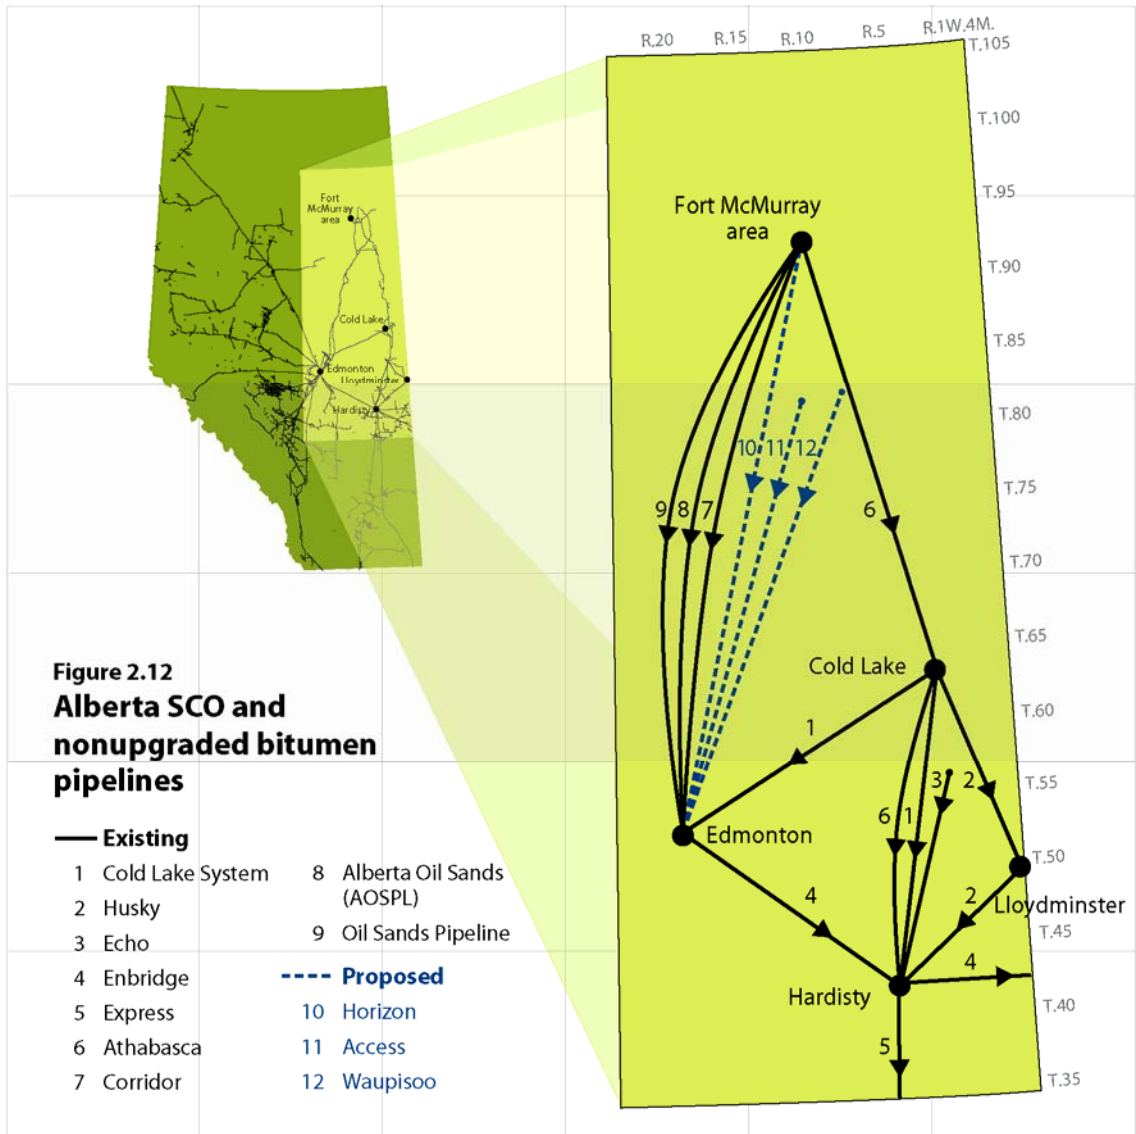 R.20 R.15 R.10 R.5 R.1W.4M.
T.105
T.100
T.95
T.90
T.85
T.80
T.75
T.70
T.65
T.60
T.55
T.50
T.45
T.40
T.35
Fort
McMurray
area
Cold Lake
Edmonton
Lloydminster
Hardisty
Fort McMurray
area
10 11 12
9 8 7 6
Cold Lake
1
3 2
6 1
Edmonton
4
2
Lloydminster
4
Hardisty
5
Figure 2.12
Alberta SCO and
nonupgraded bitumen
pipelines
Existing
1 Cold Lake System
2 Husky
3 Echo
4 Enbridge
5 Express
6 Athabasca
7 Corridor
8 Alberta Oil Sands
(AOSPL)
9 Oil Sands Pipeline
Proposed
10 Horizon
11 Access
12 Waupisoo